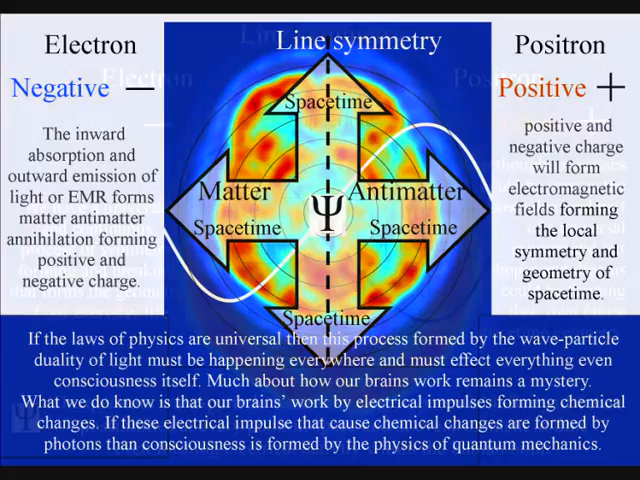 Electron
Negative —
The inward
absorption and
outward emission of
light or EMR forms
matter antimatter
annihilation forming
positive and
negative charge.
Line symmetry
Spacetime
Matter
Antimatter
Spacetime
Ψ
Spacetime
Spacetime
Positron
Positive +
positive and
negative charge
will form
electromagnetic
fields forming
the local
symmetry and
geometry of
spacetime.
If the laws of physics are universal then this process formed by the wave-particle
duality of light must be happening everywhere and must effect everything even
consciousness itself. Much about how our brains work remains a mystery.
What we do know is that our brains’ work by electrical impulses forming chemical
changes. If these electrical impulse that cause chemical changes are formed by
photons than consciousness is formed by the physics of quantum mechanics.